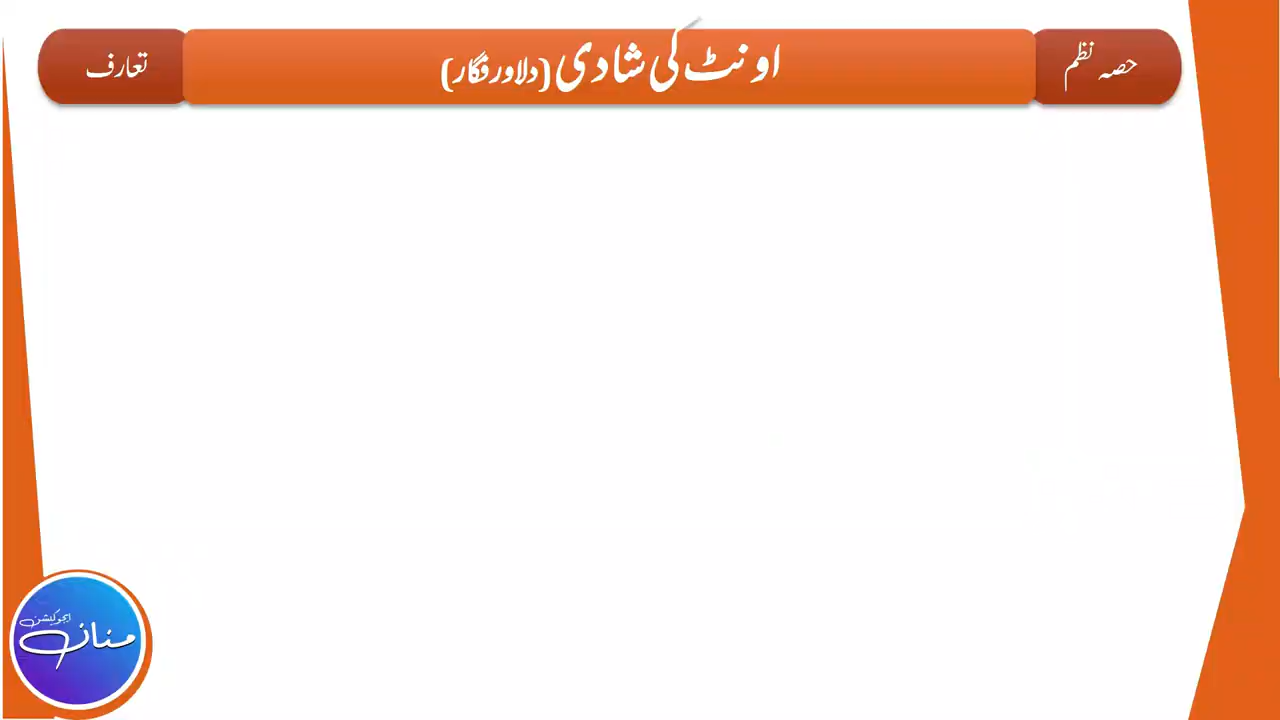 حصہ نظم
اونٹ کی شادی (دلاور فگار)
تعارف
ایجوکیشن
منان